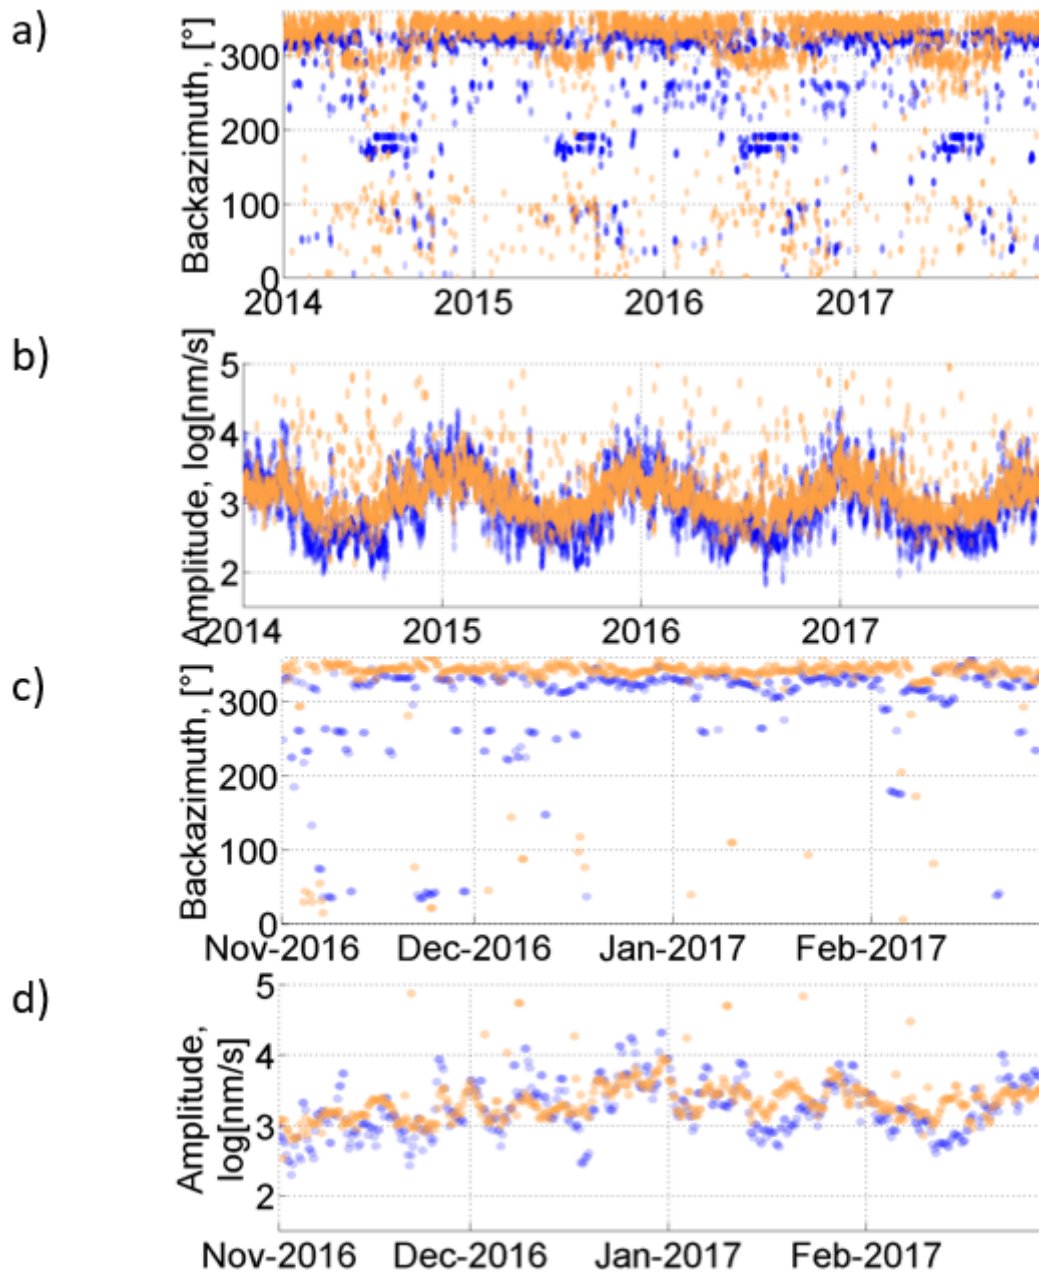 a)
Backazimuth, [°]
300
200
100
0
2014 2015 2016 2017
b)
Amplitude, log[nm/s]
5
4
3
2
2014 2015 2016 2017
c)
Backazimuth, [°]
300
200
100
0
Nov-2016 Dec-2016 Jan-2017 Feb-2017
d)
Amplitude,
log[nm/s]
5
4
3
2
Nov-2016 Dec-2016 Jan-2017 Feb-2017